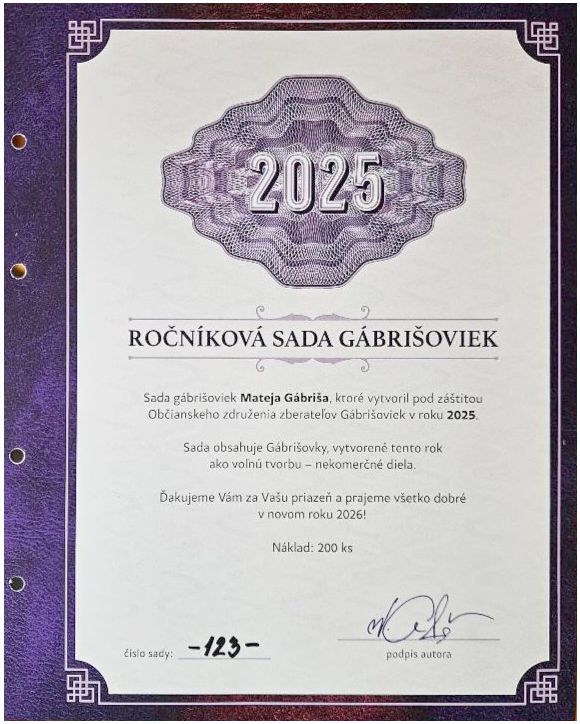 2025
ROČNÍKOVÁ SADA GÁBRIŠOVIEK
Sada gábrišoviek Mateja Gábriša, ktoré vytvoril pod záštitou
Občianskeho združenia zberateľov Gábrišoviek v roku 2025.
Sada obsahuje Gábrišovky, vytvorené tento rok
ako voľnú tvorbu – nekomerčné diela.
Ďakujeme Vám za Vašu priazeň a prajeme všetko dobré
v novom roku 2026!
Náklad: 200 ks
číslo sady: -123-
podpis autora